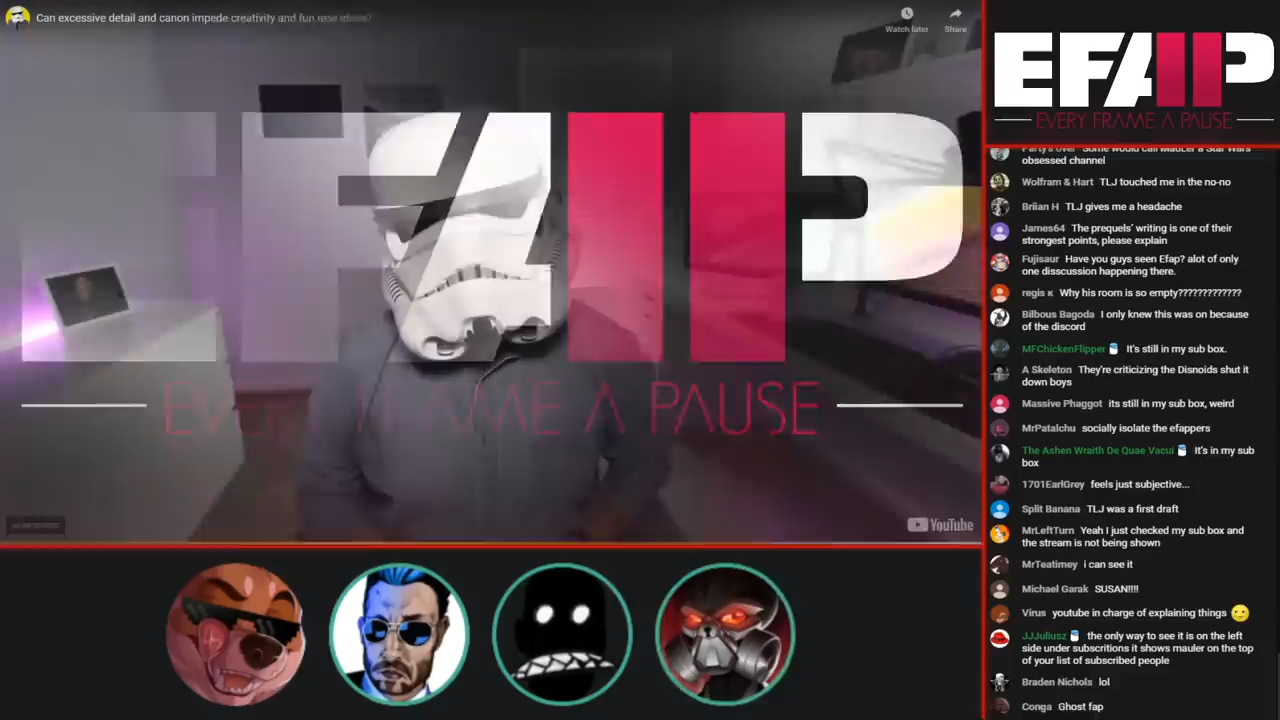 Can excessive detail and canon impede creativity and fun new ideas?
Watch later
Share
EFAP
EVERY FRAME A PAUSE
YouTube
EFAP
EVERY FRAME A PAUSE
Party's over Some would call MauLer a Star Wars
obsessed channel
Wolfram & Hart TLJ touched me in the no-no
Briian H TLJ gives me a headache
James64 The prequels' writing is one of their
strongest points, please explain
Fujisaur Have you guys seen Efap? alot of only
one disscussion happening there.
regis к Why his room is so empty?????????????
Bilbous Bagoda I only knew this was on because
of the discord
MFChickenFlipper It's still in my sub box.
A Skeleton They're criticizing the Disnoids shut it
down boys
Massive Phaggot its still in my sub box, weird
MrPatalchu socially isolate the efappers
The Ashen Wraith De Quae Vacui It's in my sub
box
1701EarlGrey feels just subjective...
Split Banana TLJ was a first draft
MrLeftTurn Yeah I just checked my sub box and
the stream is not being shown
MrTeatimey i can see it
Michael Garak SUSAN!!!!
Virus youtube in charge of explaining things
JJJuliusz the only way to see it is on the left
side under subscritions it shows mauler on the top
of your list of subscribed people
Braden Nichols lol
Conga Ghost fap